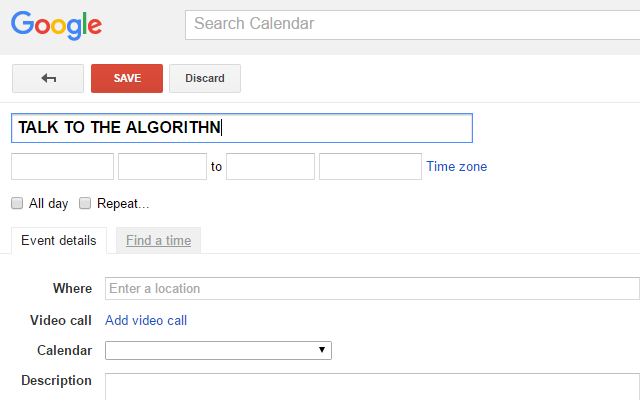 Google Search Calendar
SAVE Discard
TALK TO THE ALGORITHN
to Time zone
All day Repeat...
Event details Find a time
Where Enter a location
Video call Add video call
Calendar
Description